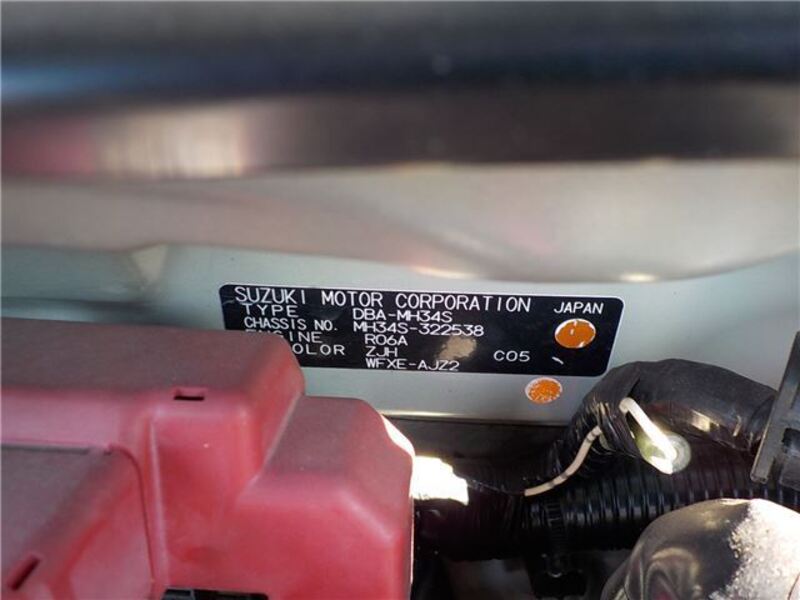 SUZUKI MOTOR CORPORATION JAPAN
TYPE DBA-MH34S
CHASSIS NO. MH34S-322538
ENGINE R06A
COLOR ZJH C05
WFXE-AJZ2